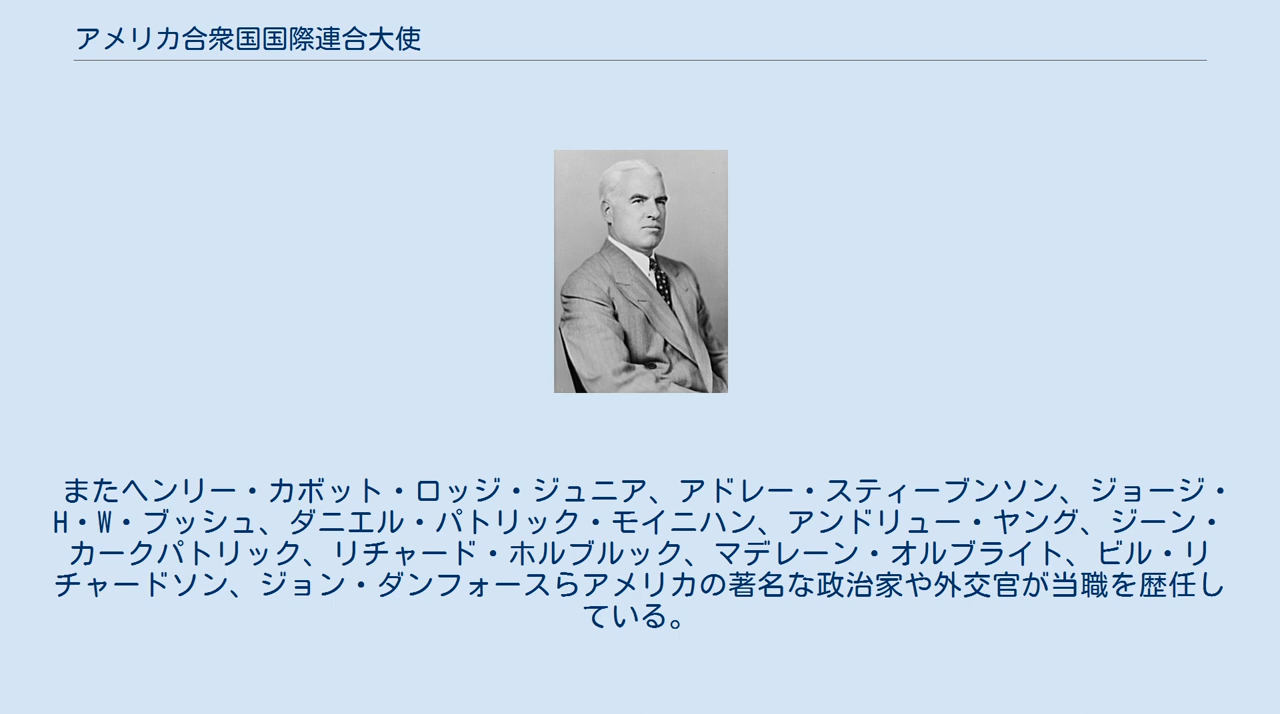 アメリカ合衆国国際連合大使
またヘンリー・カボット・ロッジ・ジュニア、アドレー・スティーブンソン、ジョージ・
H・W・ブッシュ、ダニエル・パトリック・モイニハン、アンドリュー・ヤング、ジーン・
カークパトリック、リチャード・ホルブルック、マデレーン・オルブライト、ビル・リ
チャードソン、ジョン・ダンフォースらアメリカの著名な政治家や外交官が当職を歴任し
ている。